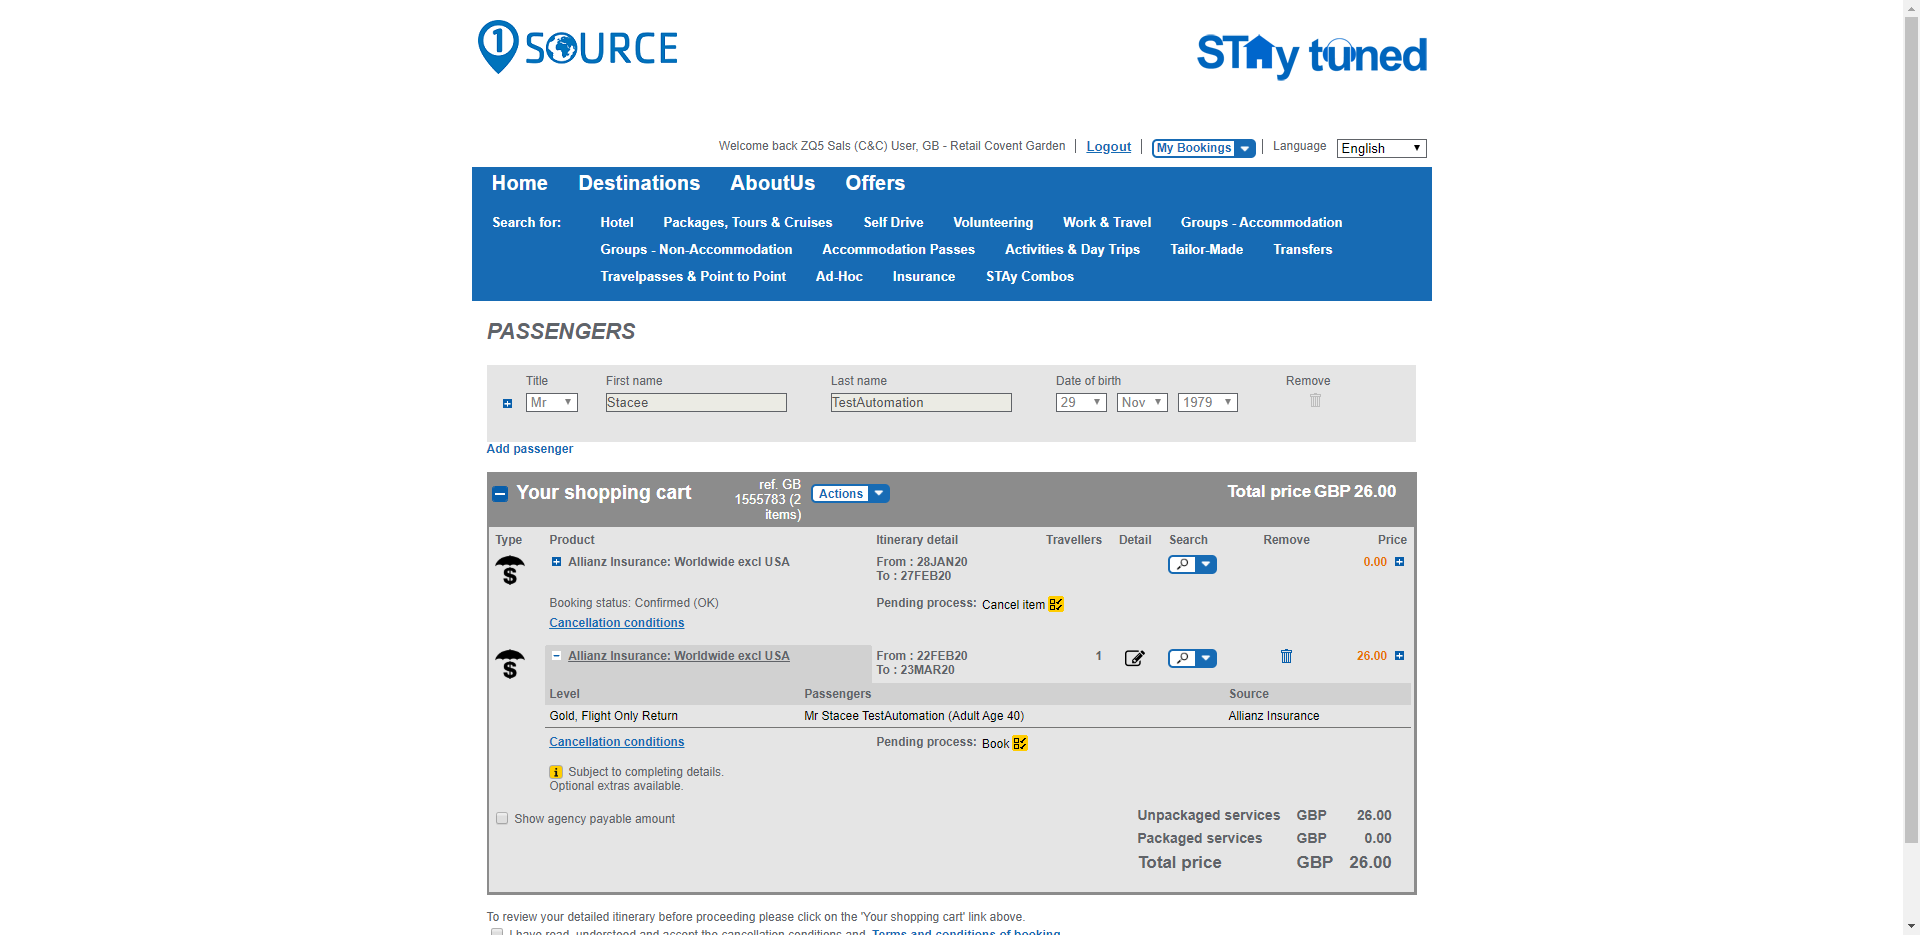 1 SOURCE
STAy tuned
Welcome back ZQ5 Sals (C&C) User, GB - Retail Covent Garden Logout My Bookings Language English
Home Destinations AboutUs Offers
Search for: Hotel Packages, Tours & Cruises Self Drive Volunteering Work & Travel Groups - Accommodation
Groups - Non-Accommodation Accommodation Passes Activities & Day Trips Tailor-Made Transfers
Travelpasses & Point to Point Ad-Hoc Insurance STAy Combos
PASSENGERS
Title First name Last name Date of birth Remove
Mr Stacee TestAutomation 29 Nov 1979
Add passenger
Your shopping cart ref. GB 1555783 (2 items) Actions Total price GBP 26.00
Type Product Itinerary detail Travellers Detail Search Remove Price
Allianz Insurance: Worldwide excl USA From : 28JAN20 0.00
To : 27FEB20
Booking status: Confirmed (OK) Pending process: Cancel item
Cancellation conditions
Allianz Insurance: Worldwide excl USA From : 22FEB20 1 26.00
To : 23MAR20
Level Passengers Source
Gold, Flight Only Return Mr Stacee TestAutomation (Adult Age 40) Allianz Insurance
Cancellation conditions Pending process: Book
Subject to completing details.
Optional extras available.
Show agency payable amount Unpackaged services GBP 26.00
Packaged services GBP 0.00
Total price GBP 26.00
To review your detailed itinerary before proceeding please click on the 'Your shopping cart' link above.
I have read, understood and accept the cancellation conditions and Terms and conditions of booking